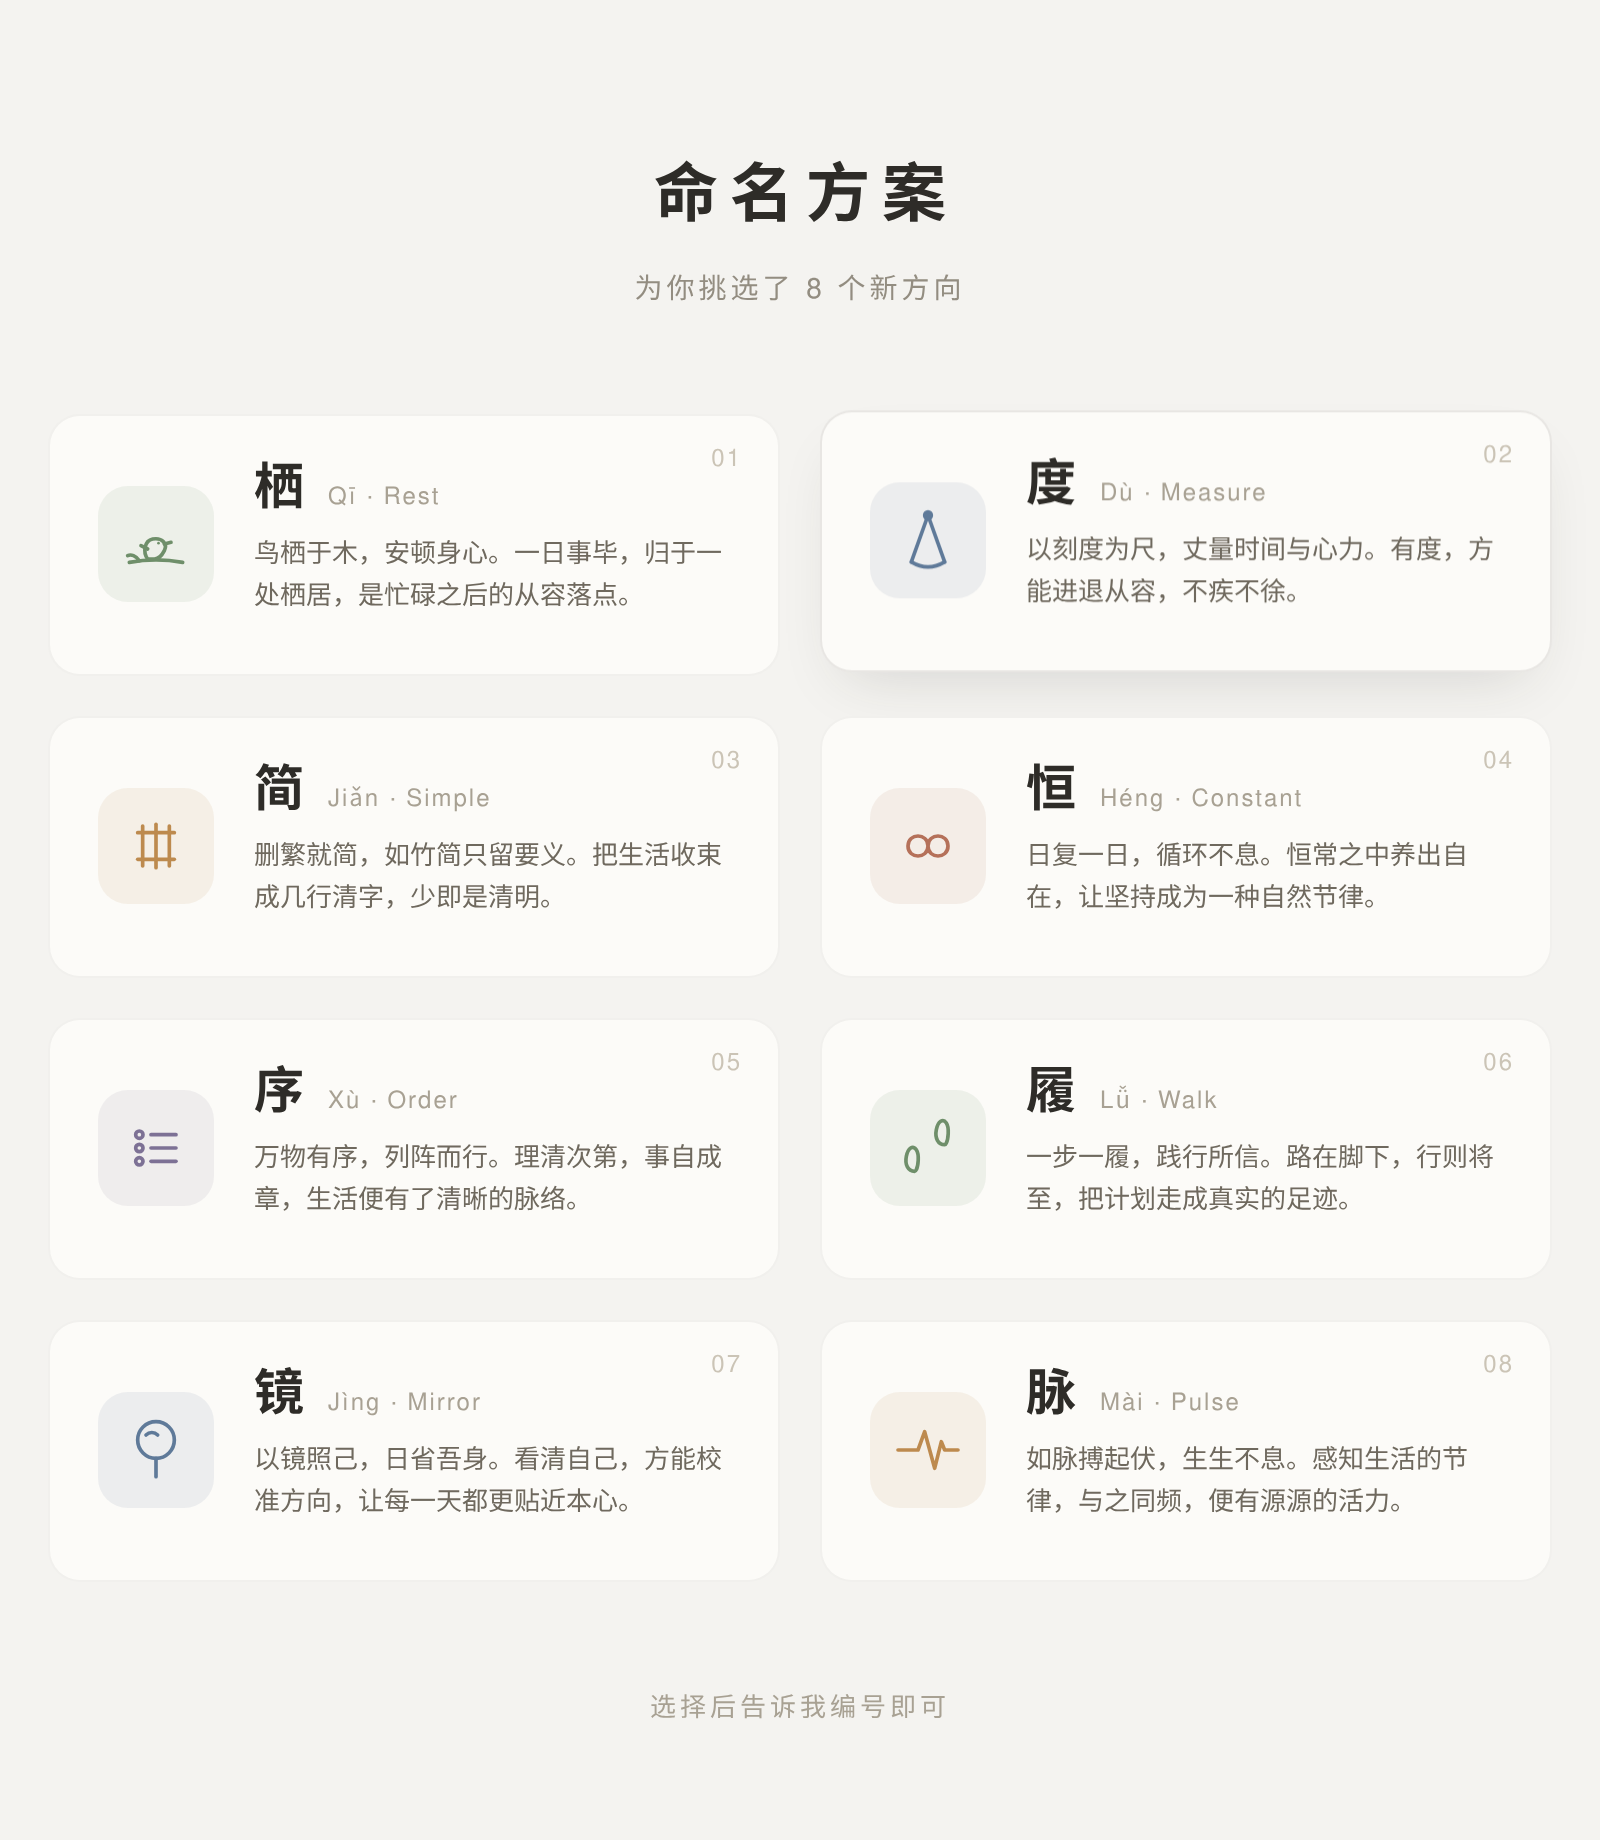 命名方案
为你挑选了 8 个新方向
01
栖 Qī · Rest
鸟栖于木，安顿身心。一日事毕，归于一
处栖居，是忙碌之后的从容落点。
02
度 Dù · Measure
以刻度为尺，丈量时间与心力。有度，方
能进退从容，不疾不徐。
03
简 Jiǎn · Simple
删繁就简，如竹简只留要义。把生活收束
成几行清字，少即是清明。
04
恒 Héng · Constant
日复一日，循环不息。恒常之中养出自
在，让坚持成为一种自然节律。
05
序 Xù · Order
万物有序，列阵而行。理清次第，事自成
章，生活便有了清晰的脉络。
06
履 Lǚ · Walk
一步一履，践行所信。路在脚下，行则将
至，把计划走成真实的足迹。
07
镜 Jìng · Mirror
以镜照己，日省吾身。看清自己，方能校
准方向，让每一天都更贴近本心。
08
脉 Mài · Pulse
如脉搏起伏，生生不息。感知生活的节
律，与之同频，便有源源的活力。
选择后告诉我编号即可